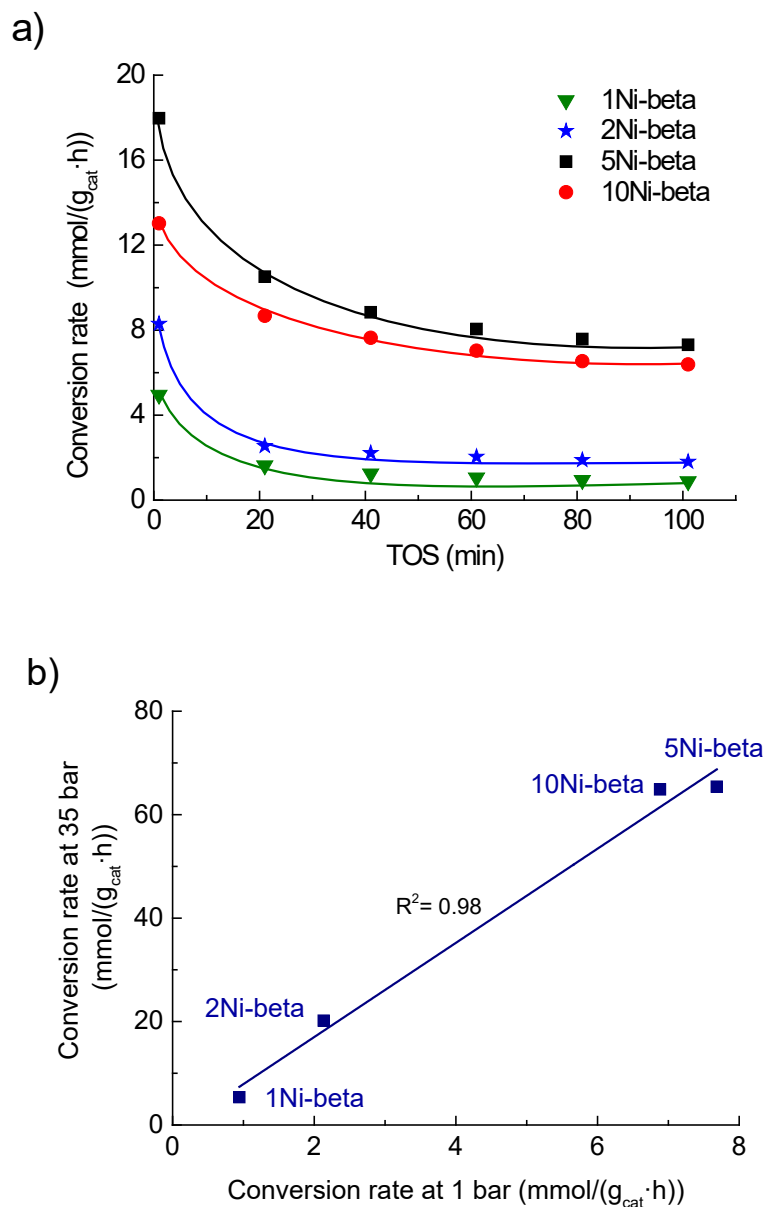 a)
20
16
12
8
4
0
Conversion rate (mmol/(g_cat·h))
1Ni-beta
2Ni-beta
5Ni-beta
10Ni-beta
0 20 40 60 80 100
TOS (min)
b)
80
60
40
20
0
Conversion rate at 35 bar
(mmol/(g_cat·h))
5Ni-beta
10Ni-beta
R²= 0.98
2Ni-beta
1Ni-beta
0 2 4 6 8
Conversion rate at 1 bar (mmol/(g_cat·h))